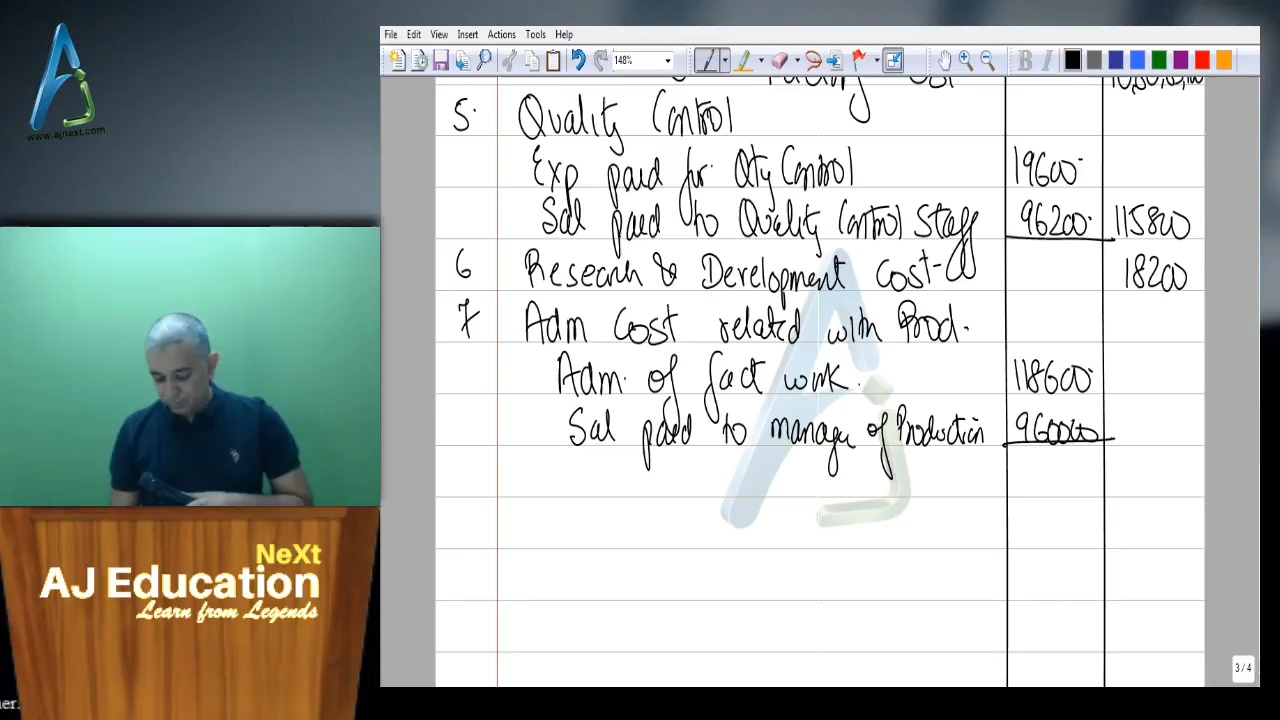 www.ajnext.com
File Edit View Insert Actions Tools Help
148%
B I
5. Quality Control
Exp paid for Qty Control 19600
Sal paid to Quality Control Staff 96200 115800
6 Research & Development Cost 18200
7 Adm Cost related with Prod.
Adm. of fact work. 118600
Sal paid to manager of Production 960000
NeXt
AJ Education
Learn from Legends
3 / 4